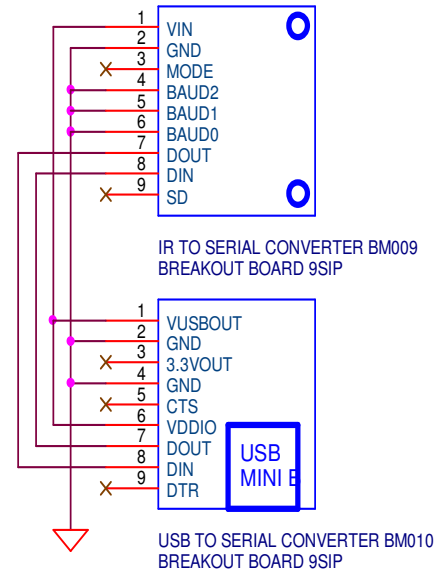 1 VIN
2 GND
3 MODE
4 BAUD2
5 BAUD1
6 BAUD0
7 DOUT
8 DIN
9 SD
IR TO SERIAL CONVERTER BM009
BREAKOUT BOARD 9SIP
1 VUSBOUT
2 GND
3 3.3VOUT
4 GND
5 CTS
6 VDDIO
7 DOUT
8 DIN
9 DTR
USB
MINI B
USB TO SERIAL CONVERTER BM010
BREAKOUT BOARD 9SIP